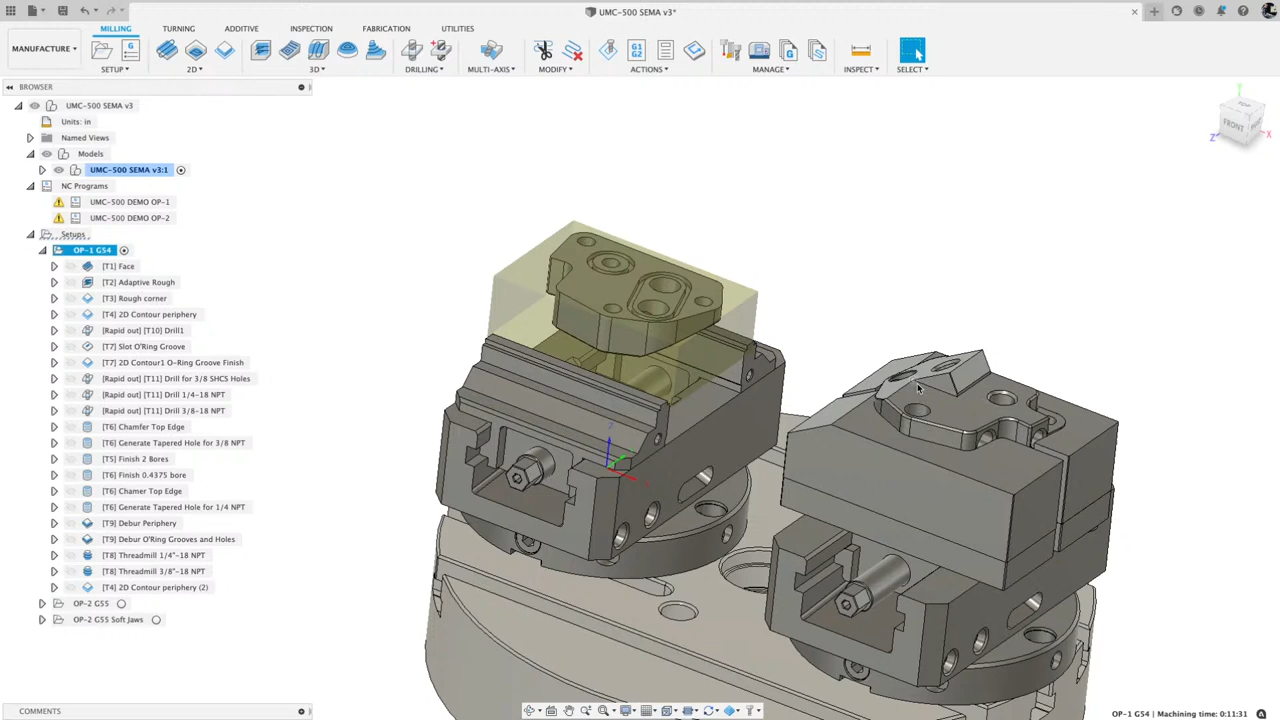 UMC-500 SEMA v3*
MANUFACTURE
MILLING TURNING ADDITIVE INSPECTION FABRICATION UTILITIES
G1 G2
SETUP 2D 3D DRILLING MULTI-AXIS MODIFY ACTIONS MANAGE INSPECT SELECT
BROWSER
UMC-500 SEMA v3
Units: in
Named Views
Models
UMC-500 SEMA v3:1
NC Programs
UMC-500 DEMO OP-1
UMC-500 DEMO OP-2
Setups
OP-1 G54
[T1] Face
[T2] Adaptive Rough
[T3] Rough corner
[T4] 2D Contour periphery
[Rapid out] [T10] Drill1
[T7] Slot O'Ring Groove
[T7] 2D Contour1 O-Ring Groove Finish
[Rapid out] [T11] Drill for 3/8 SHCS Holes
[Rapid out] [T11] Drill 1/4-18 NPT
[Rapid out] [T11] Drill 3/8-18 NPT
[T6] Chamfer Top Edge
[T6] Generate Tapered Hole for 3/8 NPT
[T5] Finish 2 Bores
[T6] Finish 0.4375 bore
[T6] Chamer Top Edge
[T6] Generate Tapered Hole for 1/4 NPT
[T9] Debur Periphery
[T9] Debur O'Ring Grooves and Holes
[T8] Threadmill 1/4"-18 NPT
[T8] Threadmill 3/8"-18 NPT
[T4] 2D Contour periphery (2)
OP-2 G55
OP-2 G55 Soft Jaws
Y
TOP
FRONT
Z
X
Z
COMMENTS
OP-1 G54 | Machining time: 0:11:31